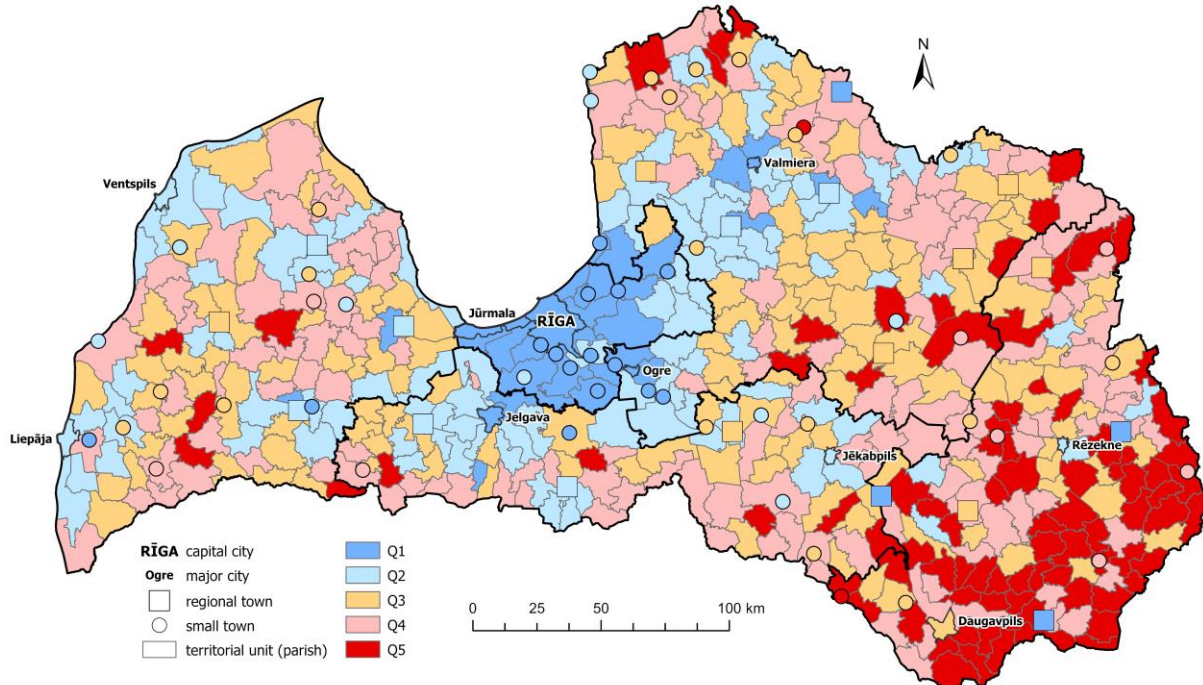 N
Valmiera
Ventspils
Jūrmala
RĪGA
Ogre
Jelgava
Liepāja
Jēkabpils
Rēzekne
Daugavpils
RĪGA capital city
Ogre major city
regional town
small town
territorial unit (parish)
Q1
Q2
Q3
Q4
Q5
0 25 50 100 km